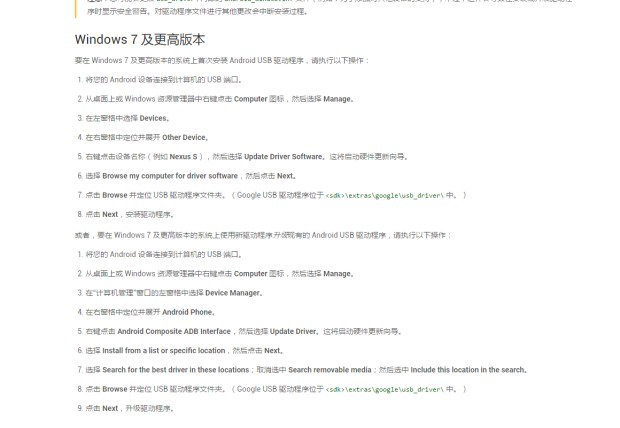 序时显示安全警告。对驱动程序文件进行其他更改会中断安装过程。
Windows 7 及更高版本
要在 Windows 7 及更高版本的系统上首次安装 Android USB 驱动程序，请执行以下操作：
1. 将您的 Android 设备连接到计算机的 USB 端口。
2. 从桌面上或 Windows 资源管理器中右键点击 Computer 图标，然后选择 Manage。
3. 在左窗格中选择 Devices。
4. 在右窗格中定位并展开 Other Device。
5. 右键点击设备名称（例如 Nexus S），然后选择 Update Driver Software。这将启动硬件更新向导。
6. 选择 Browse my computer for driver software，然后点击 Next。
7. 点击 Browse 并定位 USB 驱动程序文件夹。（Google USB 驱动程序位于 <sdk>\extras\google\usb_driver\ 中。）
8. 点击 Next，安装驱动程序。
或者，要在 Windows 7 及更高版本的系统上使用新驱动程序升级现有的 Android USB 驱动程序，请执行以下操作：
1. 将您的 Android 设备连接到计算机的 USB 端口。
2. 从桌面上或 Windows 资源管理器中右键点击 Computer 图标，然后选择 Manage。
3. 在“计算机管理”窗口的左窗格中选择 Device Manager。
4. 在右窗格中定位并展开 Android Phone。
5. 右键点击 Android Composite ADB Interface，然后选择 Update Driver。这将启动硬件更新向导。
6. 选择 Install from a list or specific location，然后点击 Next。
7. 选择 Search for the best driver in these locations；取消选中 Search removable media；然后选中 Include this location in the search。
8. 点击 Browse 并定位 USB 驱动程序文件夹。（Google USB 驱动程序位于 <sdk>\extras\google\usb_driver\ 中。）
9. 点击 Next，升级驱动程序。